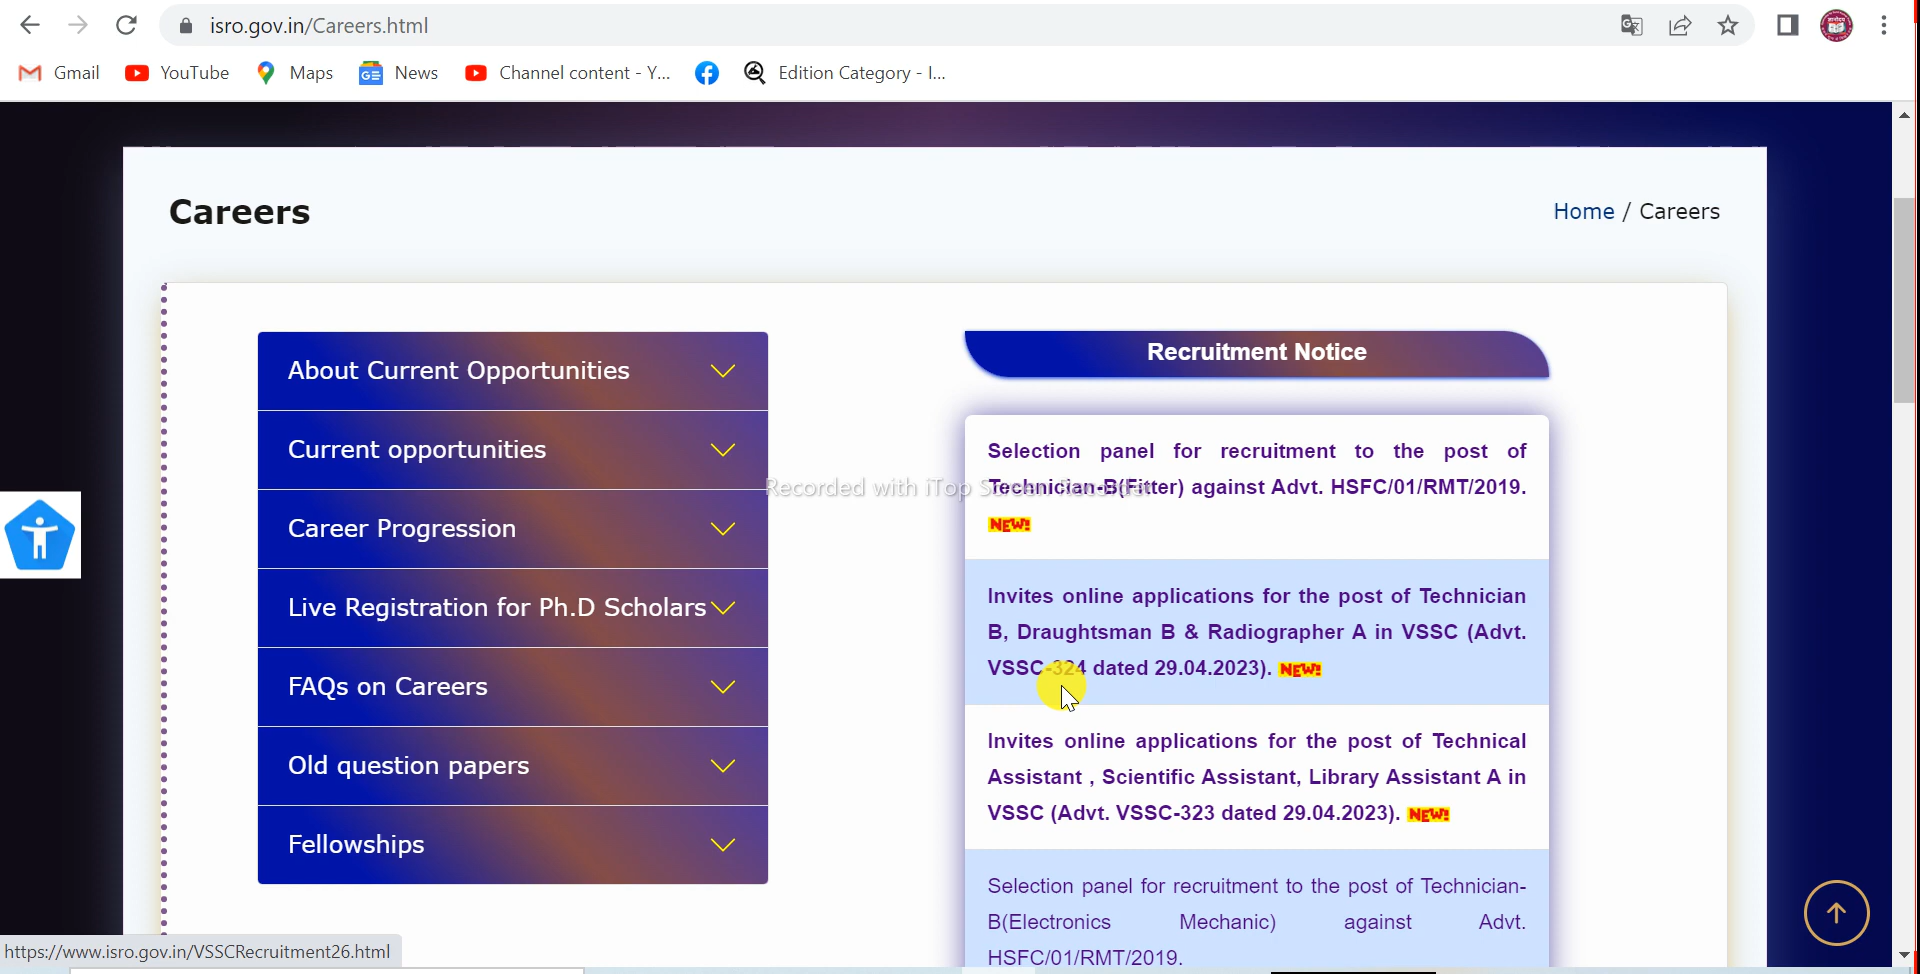 isro.gov.in/Careers.html
Gmail
YouTube
Maps
News
Channel content - Y...
Edition Category - I...
Careers
Home / Careers
About Current Opportunities
Current opportunities
Career Progression
Live Registration for Ph.D Scholars
FAQs on Careers
Old question papers
Fellowships
Recruitment Notice
Selection panel for recruitment to the post of
Technician-B(Fitter) against Advt. HSFC/01/RMT/2019.
NEW!
Invites online applications for the post of Technician
B, Draughtsman B & Radiographer A in VSSC (Advt.
VSSC-324 dated 29.04.2023). NEW!
Invites online applications for the post of Technical
Assistant , Scientific Assistant, Library Assistant A in
VSSC (Advt. VSSC-323 dated 29.04.2023). NEW!
Selection panel for recruitment to the post of Technician-
B(Electronics Mechanic) against Advt.
HSFC/01/RMT/2019.
Recorded with iTop Screen Recorder
https://www.isro.gov.in/VSSCRecruitment26.html